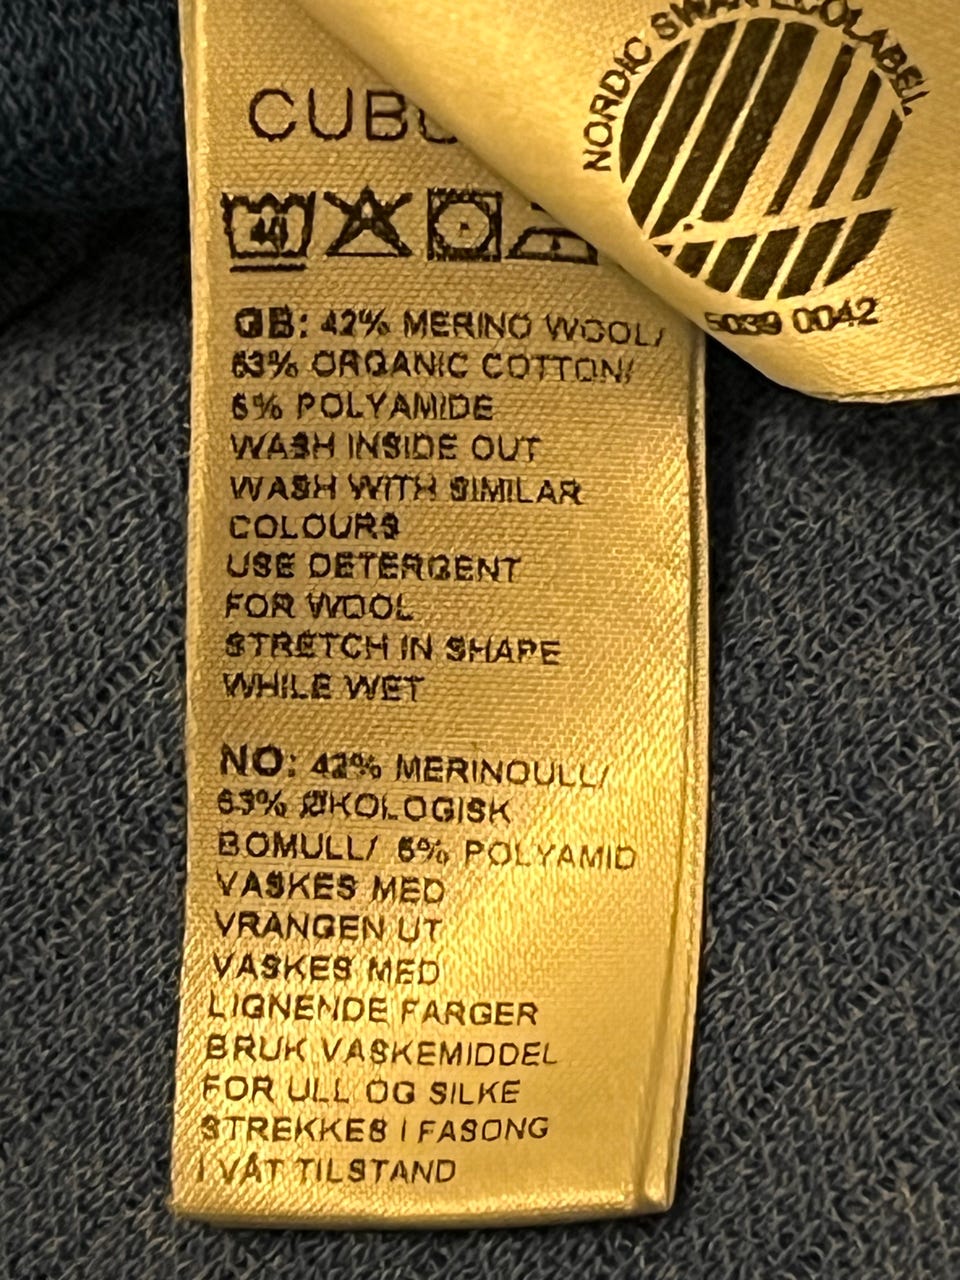 CUBU
NORDIC SWAN ECOLABEL
5039 0042
40
GB: 42% MERINO WOOL/
53% ORGANIC COTTON/
5% POLYAMIDE
WASH INSIDE OUT
WASH WITH SIMILAR
COLOURS
USE DETERGENT
FOR WOOL
STRETCH IN SHAPE
WHILE WET
NO: 42% MERINOULL/
53% ØKOLOGISK
BOMULL/ 5% POLYAMID
VASKES MED
VRANGEN UT
VASKES MED
LIGNENDE FARGER
BRUK VASKEMIDDEL
FOR ULL OG SILKE
STREKKES I FASONG
I VÅT TILSTAND